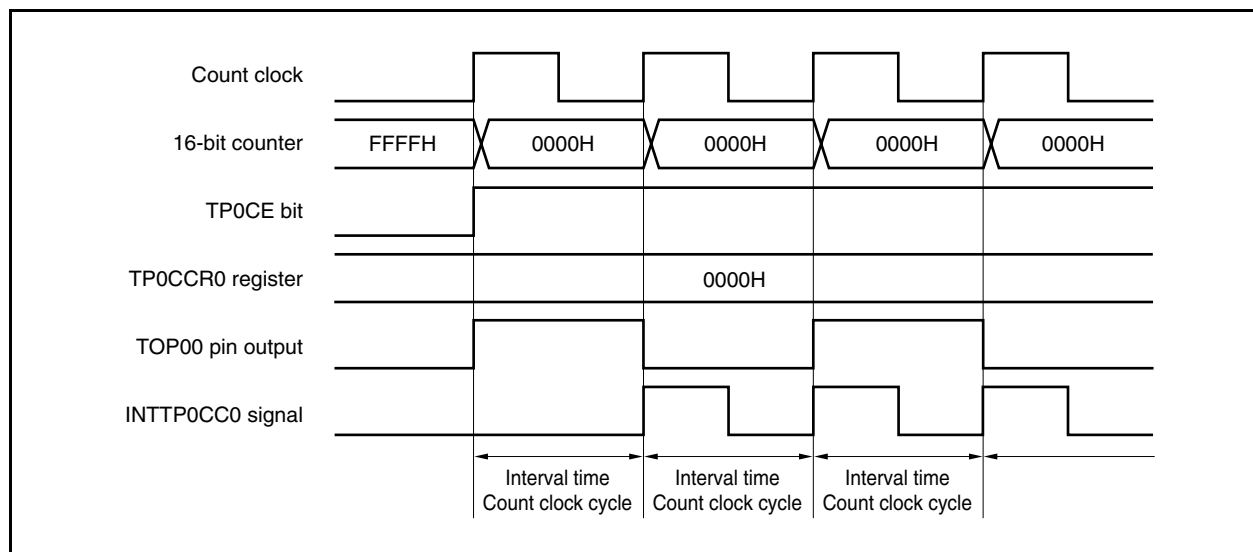 Count clock
16-bit counter FFFFH 0000H 0000H 0000H 0000H
TP0CE bit
TP0CCR0 register 0000H
TOP00 pin output
INTTP0CC0 signal
Interval time Interval time Interval time
Count clock cycle Count clock cycle Count clock cycle